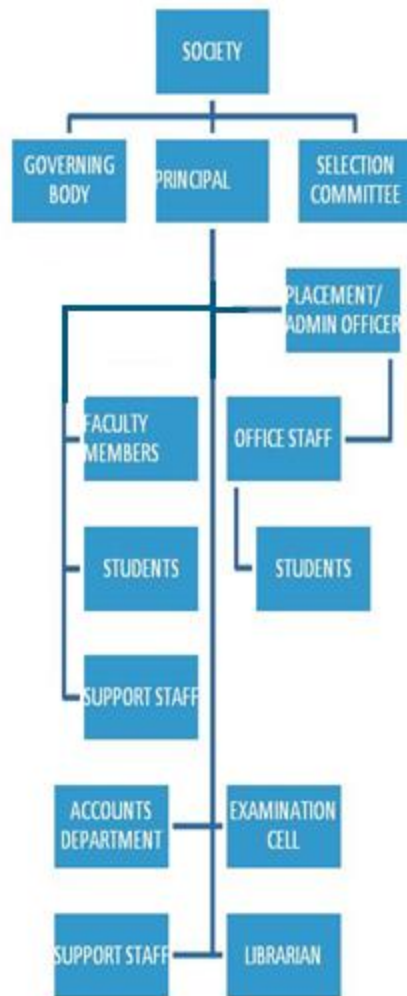 SOCIETY
GOVERNING
BODY
PRINCIPAL
SELECTION
COMMITTEE
PLACEMENT/
ADMIN OFFICER
FACULTY
MEMBERS
OFFICE STAFF
STUDENTS
STUDENTS
SUPPORT STAFF
ACCOUNTS
DEPARTMENT
EXAMINATION
CELL
SUPPORT STAFF
LIBRARIAN